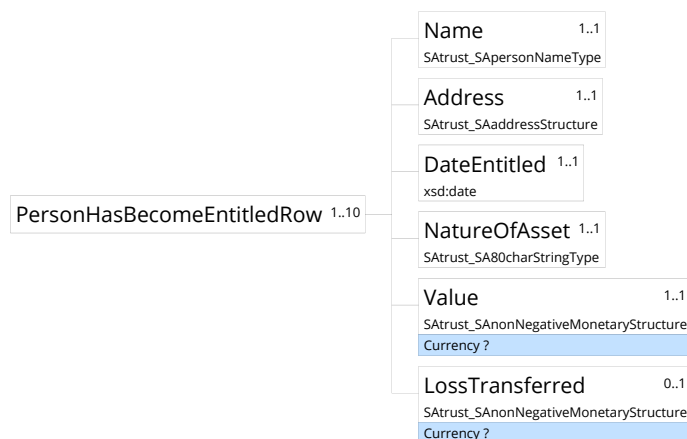 Name 1..1
SAtrust_SApersonNameType
Address 1..1
SAtrust_SAaddressStructure
DateEntitled 1..1
xsd:date
PersonHasBecomeEntitledRow 1..10
NatureOfAsset 1..1
SAtrust_SA80charStringType
Value 1..1
SAtrust_SAnonNegativeMonetaryStructure
Currency ?
LossTransferred 0..1
SAtrust_SAnonNegativeMonetaryStructure
Currency ?